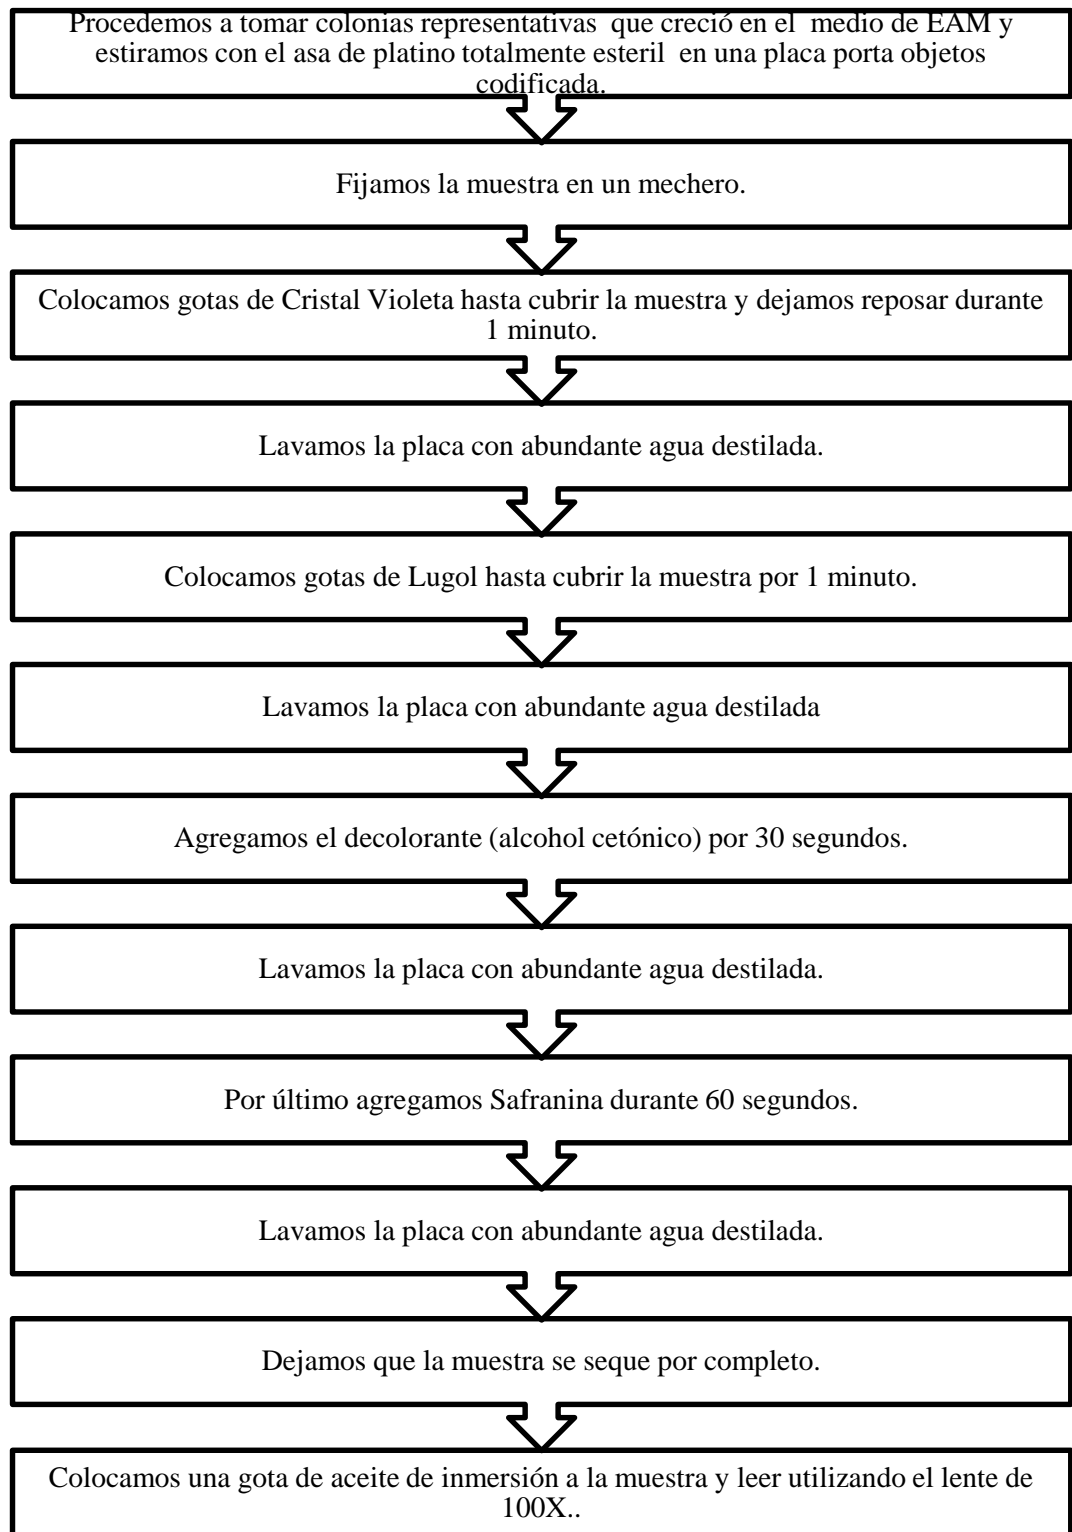 Procedemos a tomar colonias representativas  que creció en el  medio de EAM y
estiramos con el asa de platino totalmente esteril  en una placa porta objetos
codificada.
Fijamos la muestra en un mechero.
Colocamos gotas de Cristal Violeta hasta cubrir la muestra y dejamos reposar durante
1 minuto.
Lavamos la placa con abundante agua destilada.
Colocamos gotas de Lugol hasta cubrir la muestra por 1 minuto.
Lavamos la placa con abundante agua destilada
Agregamos el decolorante (alcohol cetónico) por 30 segundos.
Lavamos la placa con abundante agua destilada.
Por último agregamos Safranina durante 60 segundos.
Lavamos la placa con abundante agua destilada.
Dejamos que la muestra se seque por completo.
Colocamos una gota de aceite de inmersión a la muestra y leer utilizando el lente de
100X..